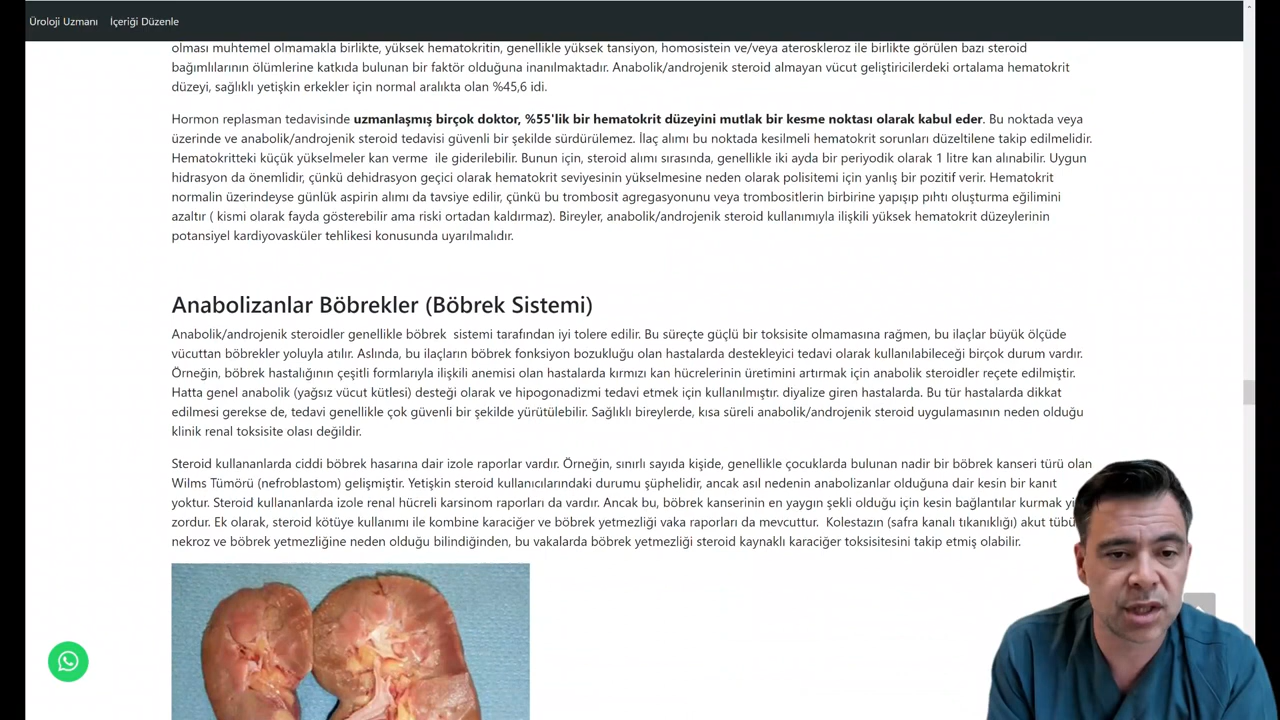 Üroloji Uzmanı İçeriği Düzenle
olması muhtemel olmamakla birlikte, yüksek hematokritin, genellikle yüksek tansiyon, homosistein ve/veya ateroskleroz ile birlikte görülen bazı steroid
bağımlılarının ölümlerine katkıda bulunan bir faktör olduğuna inanılmaktadır. Anabolik/androjenik steroid almayan vücut geliştiricilerdeki ortalama hematokrit
düzeyi, sağlıklı yetişkin erkekler için normal aralıkta olan %45,6 idi.
Hormon replasman tedavisinde uzmanlaşmış birçok doktor, %55'lik bir hematokrit düzeyini mutlak bir kesme noktası olarak kabul eder. Bu noktada veya
üzerinde ve anabolik/androjenik steroid tedavisi güvenli bir şekilde sürdürülemez. İlaç alımı bu noktada kesilmeli hematokrit sorunları düzeltilene takip edilmelidir.
Hematokritteki küçük yükselmeler kan verme ile giderilebilir. Bunun için, steroid alımı sırasında, genellikle iki ayda bir periyodik olarak 1 litre kan alınabilir. Uygun
hidrasyon da önemlidir, çünkü dehidrasyon geçici olarak hematokrit seviyesinin yükselmesine neden olarak polisitemi için yanlış bir pozitif verir. Hematokrit
normalin üzerindeyse günlük aspirin alımı da tavsiye edilir, çünkü bu trombosit agregasyonunu veya trombositlerin birbirine yapışıp pıhtı oluşturma eğilimini
azaltır ( kısmi olarak fayda gösterebilir ama riski ortadan kaldırmaz). Bireyler, anabolik/androjenik steroid kullanımıyla ilişkili yüksek hematokrit düzeylerinin
potansiyel kardiyovasküler tehlikesi konusunda uyarılmalıdır.
Anabolizanlar Böbrekler (Böbrek Sistemi)
Anabolik/androjenik steroidler genellikle böbrek sistemi tarafından iyi tolere edilir. Bu süreçte güçlü bir toksisite olmamasına rağmen, bu ilaçlar büyük ölçüde
vücuttan böbrekler yoluyla atılır. Aslında, bu ilaçların böbrek fonksiyon bozukluğu olan hastalarda destekleyici tedavi olarak kullanılabileceği birçok durum vardır.
Örneğin, böbrek hastalığının çeşitli formlarıyla ilişkili anemisi olan hastalarda kırmızı kan hücrelerinin üretimini artırmak için anabolik steroidler reçete edilmiştir.
Hatta genel anabolik (yağsız vücut kütlesi) desteği olarak ve hipogonadizmi tedavi etmek için kullanılmıştır. diyalize giren hastalarda. Bu tür hastalarda dikkat
edilmesi gerekse de, tedavi genellikle çok güvenli bir şekilde yürütülebilir. Sağlıklı bireylerde, kısa süreli anabolik/androjenik steroid uygulamasının neden olduğu
klinik renal toksisite olası değildir.
Steroid kullananlarda ciddi böbrek hasarına dair izole raporlar vardır. Örneğin, sınırlı sayıda kişide, genellikle çocuklarda bulunan nadir bir böbrek kanseri türü olan
Wilms Tümörü (nefroblastom) gelişmiştir. Yetişkin steroid kullanıcılarındaki durumu şüphelidir, ancak asıl nedenin anabolizanlar olduğuna dair kesin bir kanıt
yoktur. Steroid kullananlarda izole renal hücreli karsinom raporları da vardır. Ancak bu, böbrek kanserinin en yaygın şekli olduğu için kesin bağlantılar kurmak
zordur. Ek olarak, steroid kötüye kullanımı ile kombine karaciğer ve böbrek yetmezliği vaka raporları da mevcuttur. Kolestazın (safra kanalı tıkanıklığı) akut
nekroz ve böbrek yetmezliğine neden olduğu bilindiğinden, bu vakalarda böbrek yetmezliği steroid kaynaklı karaciğer toksisitesini takip etmiş olabilir.